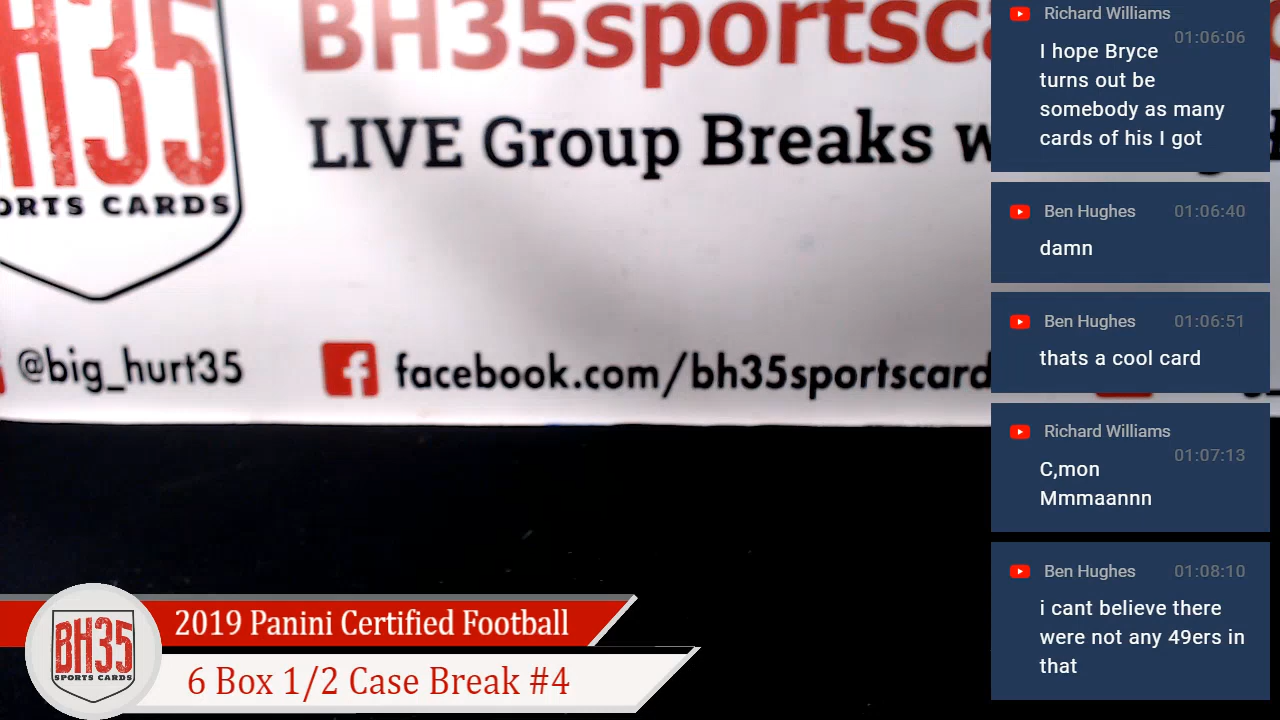 BH35
ORTS CARDS
BH35sportsc
LIVE Group Breaks w
@big_hurt35
facebook.com/bh35sportscard
2019 Panini Certified Football
6 Box 1/2 Case Break #4
BH35
SPORTS CARDS
Richard Williams
01:06:06
I hope Bryce
turns out be
somebody as many
cards of his I got
Ben Hughes 01:06:40
damn
Ben Hughes 01:06:51
thats a cool card
Richard Williams
01:07:13
C,mon
Mmmaannn
Ben Hughes 01:08:10
i cant believe there
were not any 49ers in
that